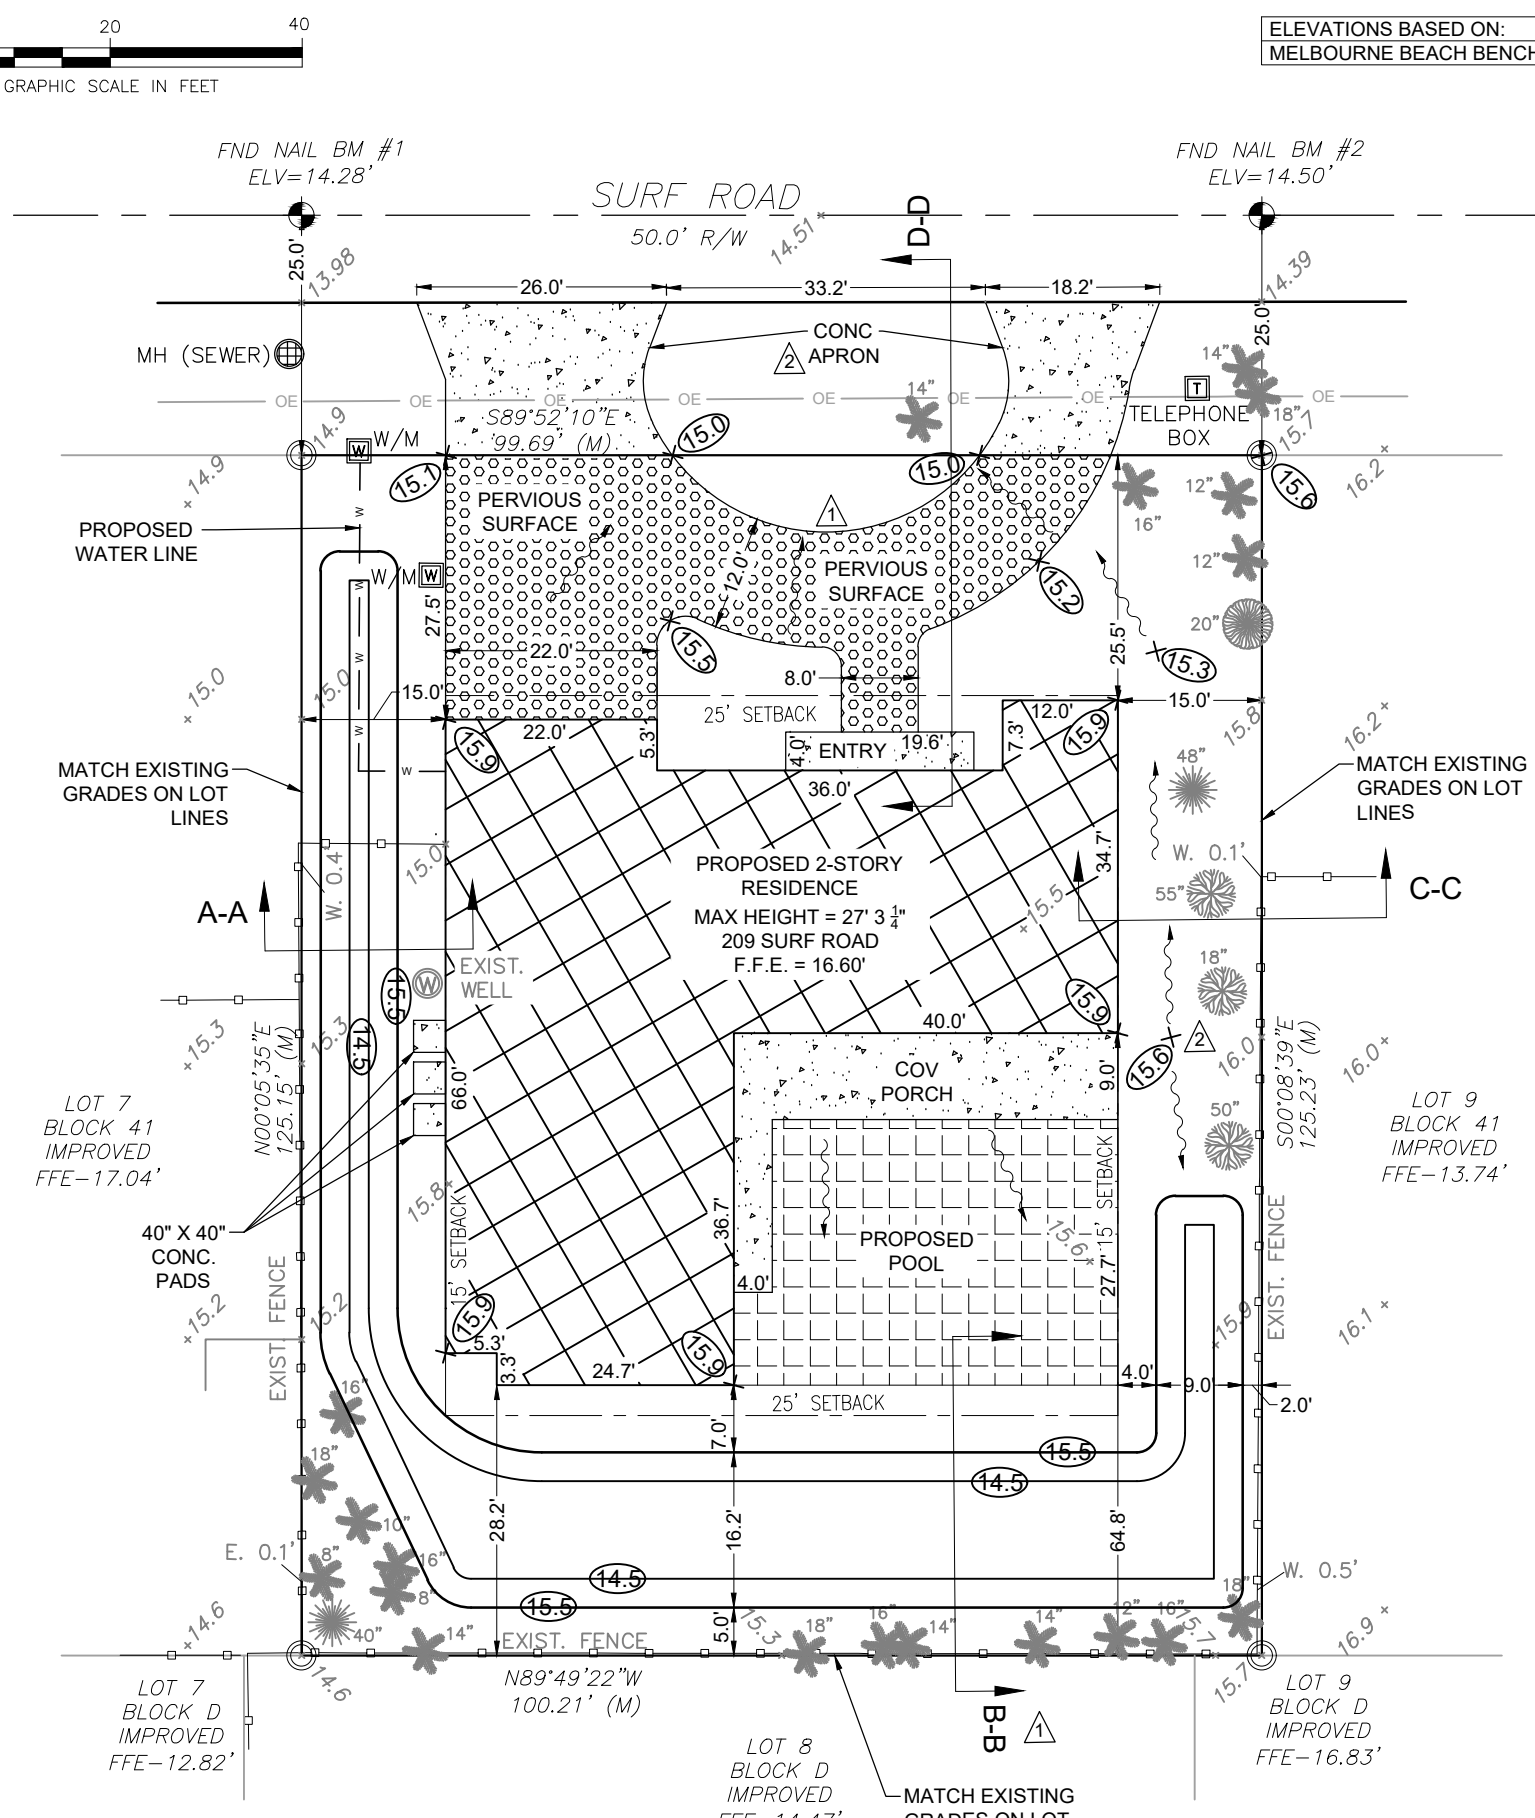 20
40
GRAPHIC SCALE IN FEET
ELEVATIONS BASED ON:
MELBOURNE BEACH BENCH
FND NAIL BM #1
ELV=14.28'
FND NAIL BM #2
ELV=14.50'
SURF ROAD
50.0' R/W
14.51
D-D
25.0'
13.98
14.39
25.0'
26.0'
33.2'
18.2'
CONC
APRON
2
MH (SEWER)
14"
14"
18"
T
TELEPHONE
BOX
OE
OE
OE
OE
OE
OE
OE
S89°52'10"E
99.69' (M)
14.9
W/M
W
15.1
15.0
15.0
15.7
15.6
16.2
14.9
PROPOSED
WATER LINE
W
W
W
W
W
W
W/M
W
PERVIOUS
SURFACE
1
PERVIOUS
SURFACE
12.0'
16"
12"
12"
20"
27.5'
22.0'
15.5
15.2
15.3
25.5'
8.0'
15.0
15.0
15.0'
25' SETBACK
15.0'
15.8
16.2
22.0'
5.3'
15.9
4.0'
ENTRY
19.6'
7.3'
12.0'
15.9
36.0'
48"
MATCH EXISTING
GRADES ON LOT
LINES
MATCH EXISTING
GRADES ON LOT
LINES
W. 0.4'
15.0
PROPOSED 2-STORY
RESIDENCE
MAX HEIGHT = 27' 3 1/4"
209 SURF ROAD
F.F.E. = 16.60'
34.7'
15.5
W. 0.1'
55"
A-A
C-C
W
EXIST.
WELL
15.5
14.5
18"
15.9
40.0'
COV
PORCH
9.0'
15.6
2
16.0
16.0
S00°08'39"E
125.23' (M)
15.3
15.3
N00°05'35"E
125.15' (M)
66.0'
LOT 7
BLOCK 41
IMPROVED
FFE-17.04'
LOT 9
BLOCK 41
IMPROVED
FFE-13.74'
50"
40" X 40"
CONC.
PADS
15.8
15' SETBACK
36.7'
4.0'
PROPOSED
POOL
15.6
15' SETBACK
27.7'
EXIST. FENCE
EXIST. FENCE
15.2
15.2
15.9
5.3'
3.3'
24.7'
15.9
15.9
16.1
4.0'
9.0'
2.0'
25' SETBACK
7.0'
15.5
14.5
16"
18"
10"
16"
8"
8"
40"
14"
E. 0.1'
28.2'
16.2'
64.8'
14.5
15.5
5.0'
W. 0.5'
18"
15.3
18"
16"
14"
14"
12"
16"
15.7
16.9
14.6
14.6
EXIST. FENCE
N89°49'22"W
100.21' (M)
15.7
LOT 7
BLOCK D
IMPROVED
FFE-12.82'
LOT 9
BLOCK D
IMPROVED
FFE-16.83'
B-B
1
LOT 8
BLOCK D
IMPROVED
FFE-14.47'
MATCH EXISTING
GRADES ON LOT